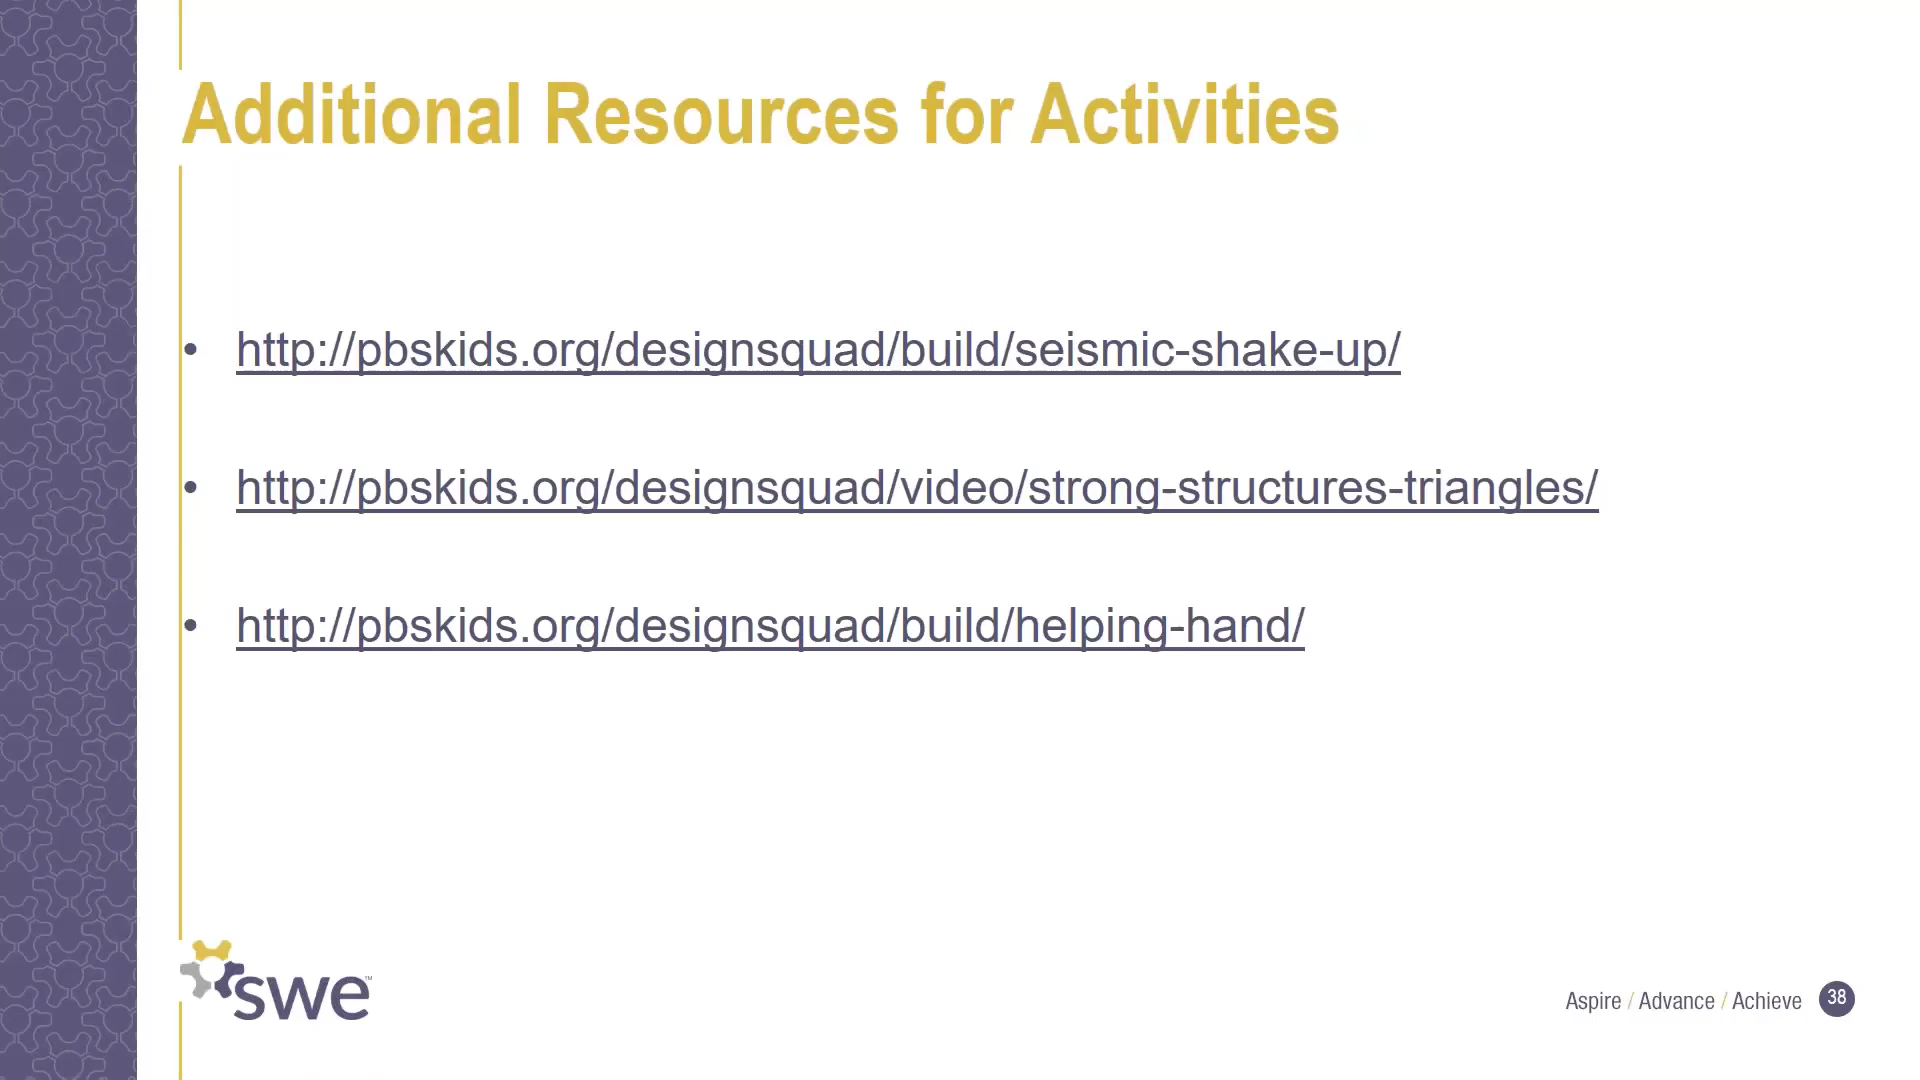 Additional Resources for Activities
• http://pbskids.org/designsquad/build/seismic-shake-up/
• http://pbskids.org/designsquad/video/strong-structures-triangles/
• http://pbskids.org/designsquad/build/helping-hand/
swe™
Aspire / Advance / Achieve 38